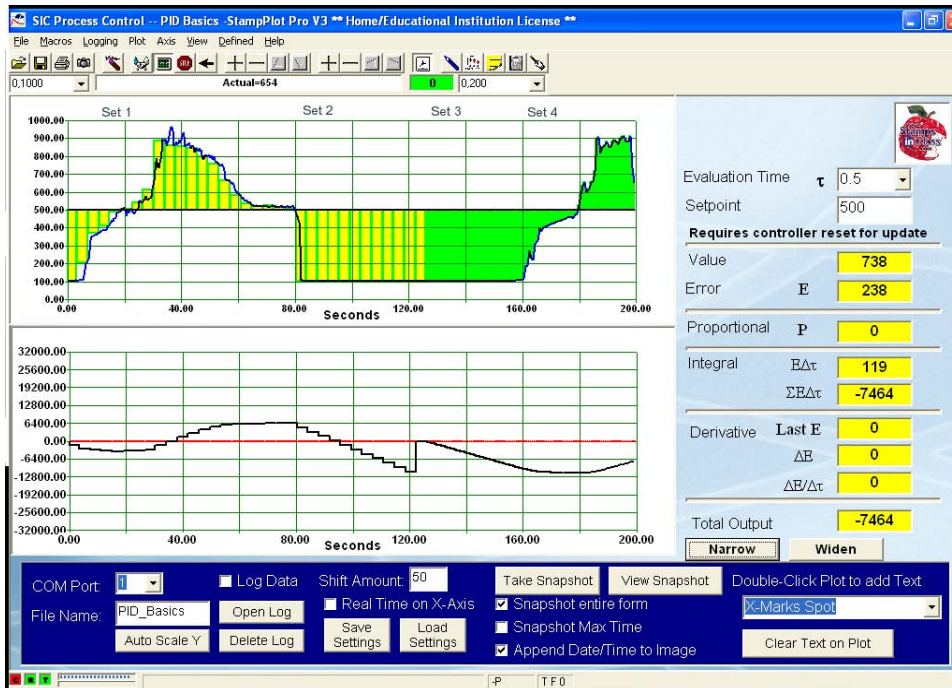 SIC Process Control -- PID Basics -StampPlot Pro V3 ** Home/Educational Institution License **
File Macros Logging Plot Axis View Defined Help
0,1000 Actual=654 0 0,200
Set 1 Set 2 Set 3 Set 4
1000.00
900.00
800.00
700.00
600.00
500.00
400.00
300.00
200.00
100.00
0.00
0.00 40.00 80.00 120.00 160.00 200.00
Seconds
32000.00
25600.00
19200.00
12800.00
6400.00
0.00
-6400.00
-12800.00
-19200.00
-25600.00
-32000.00
0.00 40.00 80.00 120.00 160.00 200.00
Seconds
Stamps
in Class
Evaluation Time τ 0.5
Setpoint 500
Requires controller reset for update
Value 738
Error E 238
Proportional P 0
Integral EΔτ 119
ΣEΔτ -7464
Derivative Last E 0
ΔE 0
ΔE/Δτ 0
Total Output -7464
Narrow Widen
COM Port: 1 Log Data Shift Amount: 50 Take Snapshot View Snapshot Double-Click Plot to add Text
File Name: PID_Basics Open Log Real Time on X-Axis Snapshot entire form X-Marks Spot
Auto Scale Y Delete Log Save Settings Load Settings Snapshot Max Time Clear Text on Plot
Append Date/Time to Image
C R T -P T F 0